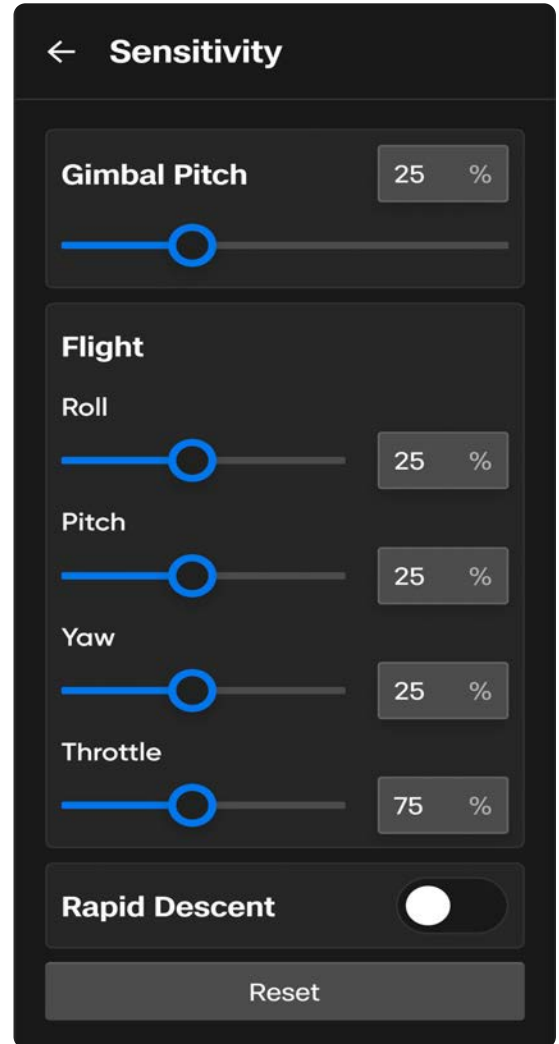 Sensitivity
Gimbal Pitch 25 %
Flight
Roll
25 %
Pitch
25 %
Yaw
25 %
Throttle
75 %
Rapid Descent
Reset